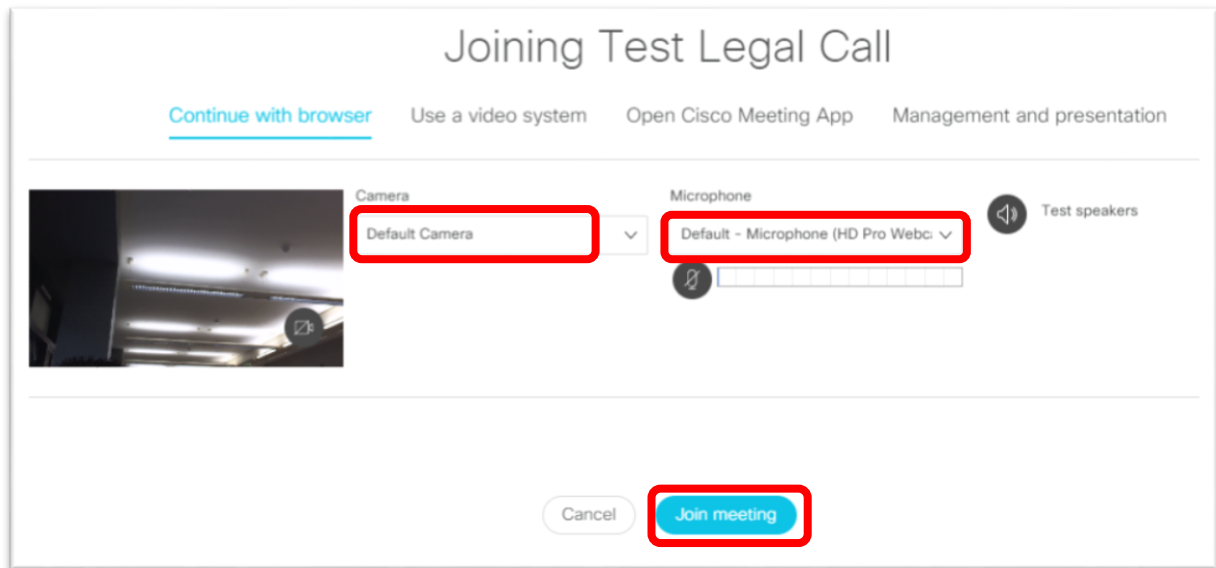 Joining Test Legal Call
Continue with browser Use a video system Open Cisco Meeting App Management and presentation
Camera Microphone
Default Camera Default - Microphone (HD Pro Webc Test speakers
Cancel Join meeting